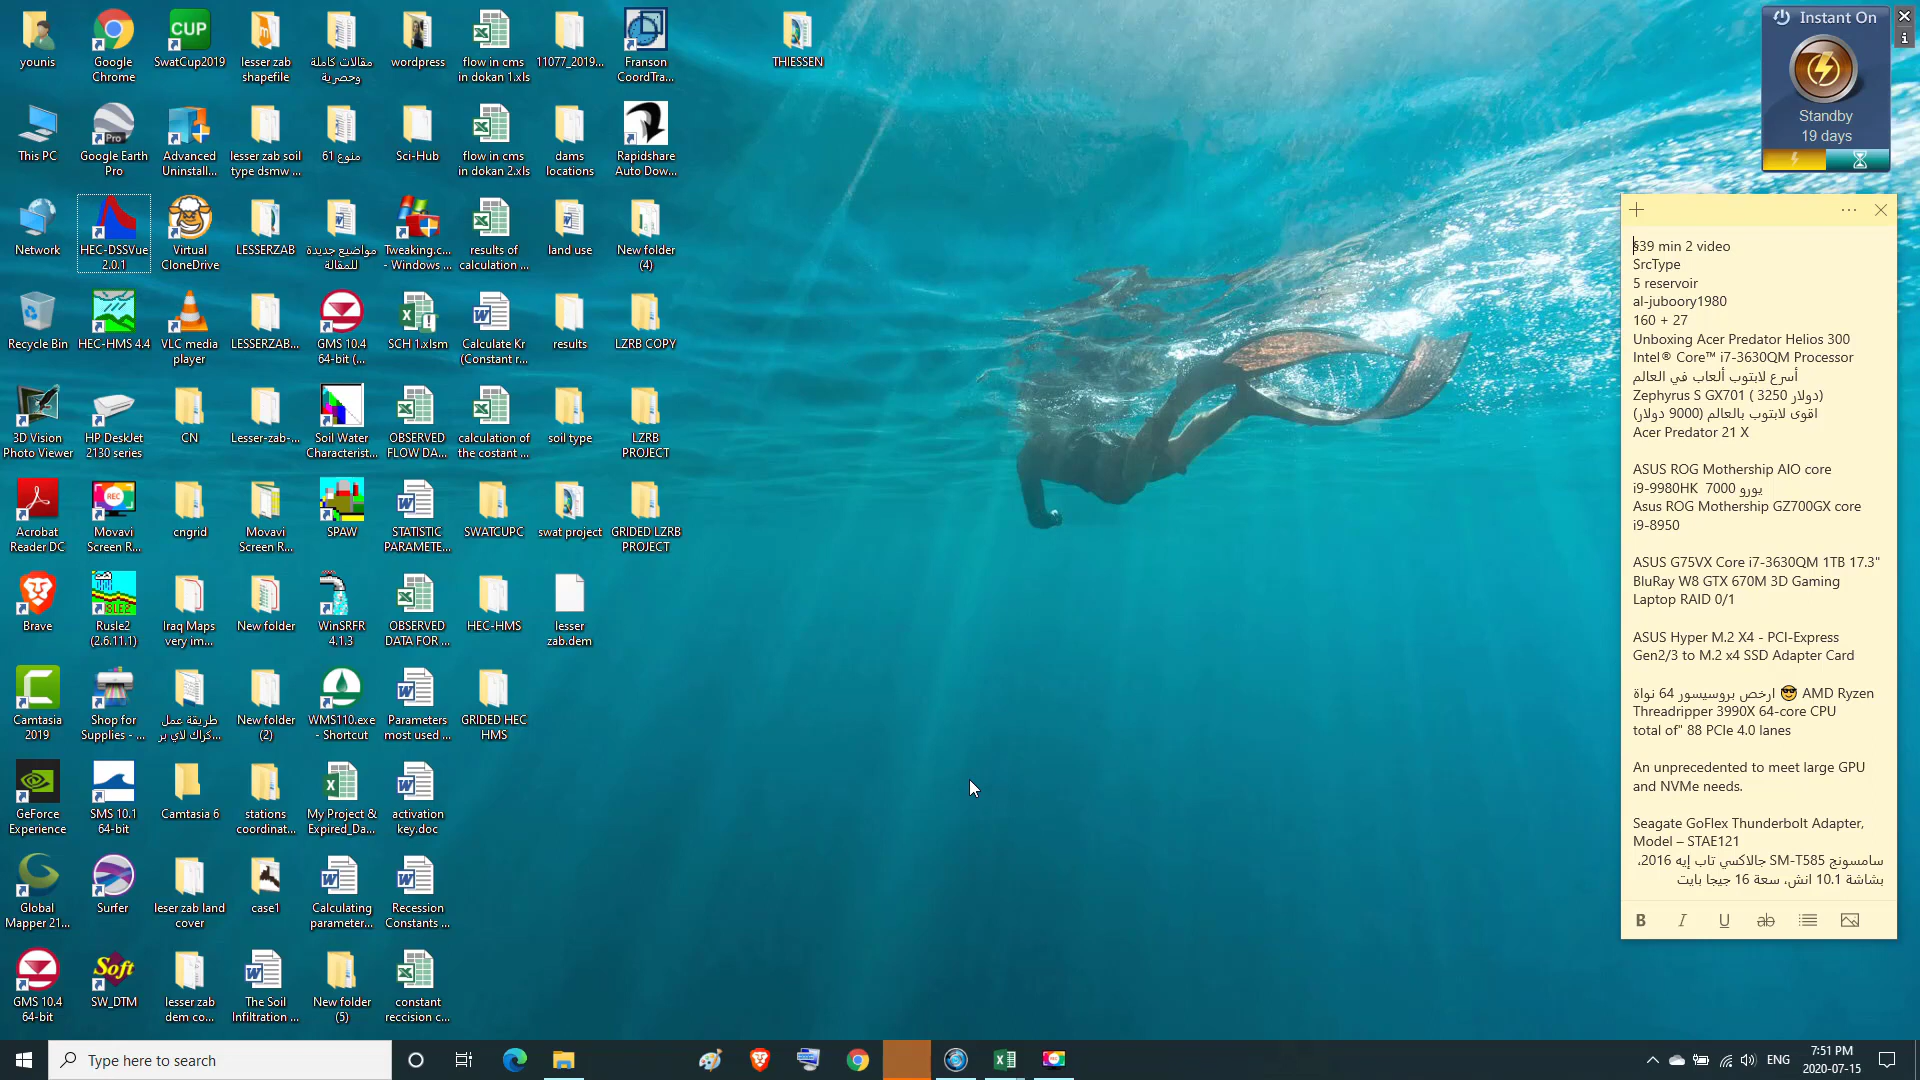 younis
Google
Chrome
CUP
SwatCup2019
lesser zab
shapefile
مقالات كاملة
وحصرية
wordpress
flow in cms
in dokan 1.xls
11077_2019...
Franson
CoordTra...
THIESSEN
This PC
Pro
Google Earth
Pro
Advanced
Uninstall...
lesser zab soil
type dsmw ...
منوع 61
Sci-Hub
flow in cms
in dokan 2.xls
dams
locations
Rapidshare
Auto Dow...
Network
HEC-DSSVue
2.0.1
Virtual
CloneDrive
LESSERZAB
مواضيع جديدة
للمقالة
Tweaking.c...
- Windows ...
results of
calculation ...
land use
New folder
(4)
Recycle Bin
HEC-HMS 4.4
VLC media
player
LESSERZAB...
GMS 10.4
64-bit (...
SCH 1.xlsm
Calculate Kr
(Constant r...
results
LZRB COPY
3D Vision
Photo Viewer
HP DeskJet
2130 series
CN
Lesser-zab-...
Soil Water
Characterist...
OBSERVED
FLOW DA...
calculation of
the costant ...
soil type
LZRB
PROJECT
Acrobat
Reader DC
REC
Movavi
Screen R...
cngrid
Movavi
Screen R...
SPAW
STATISTIC
PARAMETE...
SWATCUPC
swat project
GRIDED LZRB
PROJECT
Brave
Rusle2
(2.6.11.1)
Iraq Maps
very im...
New folder
WinSRFR
4.1.3
OBSERVED
DATA FOR ...
HEC-HMS
lesser
zab.dem
Camtasia
2019
Shop for
Supplies - ...
طريقة عمل
كراك لاي بر...
New folder
(2)
WMS110.exe
- Shortcut
Parameters
most used ...
GRIDED HEC
HMS
GeForce
Experience
SMS 10.1
64-bit
Camtasia 6
stations
coordinat...
My Project &
Expired_Da...
activation
key.doc
Global
Mapper 21...
Surfer
leser zab land
cover
case1
Calculating
parameter...
Recession
Constants ...
GMS 10.4
64-bit
Soft
SW_DTM
lesser zab
dem co...
The Soil
Infiltration ...
New folder
(5)
constant
reccision c...
Instant On
Standby
19 days
639 min 2 video
SrcType
5 reservoir
al-juboory1980
160 + 27
Unboxing Acer Predator Helios 300
Intel® Core™ i7-3630QM Processor
أسرع لابتوب ألعاب في العالم
Zephyrus S GX701 ( 3250 دولار)
اقوى لابتوب بالعالم (9000 دولار)
Acer Predator 21 X
ASUS ROG Mothership AIO core
i9-9980HK 7000 يورو
Asus ROG Mothership GZ700GX core
i9-8950
ASUS G75VX Core i7-3630QM 1TB 17.3"
BluRay W8 GTX 670M 3D Gaming
Laptop RAID 0/1
ASUS Hyper M.2 X4 - PCI-Express
Gen2/3 to M.2 x4 SSD Adapter Card
ارخص بروسيسور 64 نواة 😎 AMD Ryzen
Threadripper 3990X 64-core CPU
total of" 88 PCIe 4.0 lanes
An unprecedented to meet large GPU
and NVMe needs.
Seagate GoFlex Thunderbolt Adapter,
Model – STAE121
سامسونج SM-T585 جالاكسي تاب إيه 2016،
بشاشة 10.1 انش، سعة 16 جيجا بايت
B I U ab
Type here to search
ENG
7:51 PM
2020-07-15